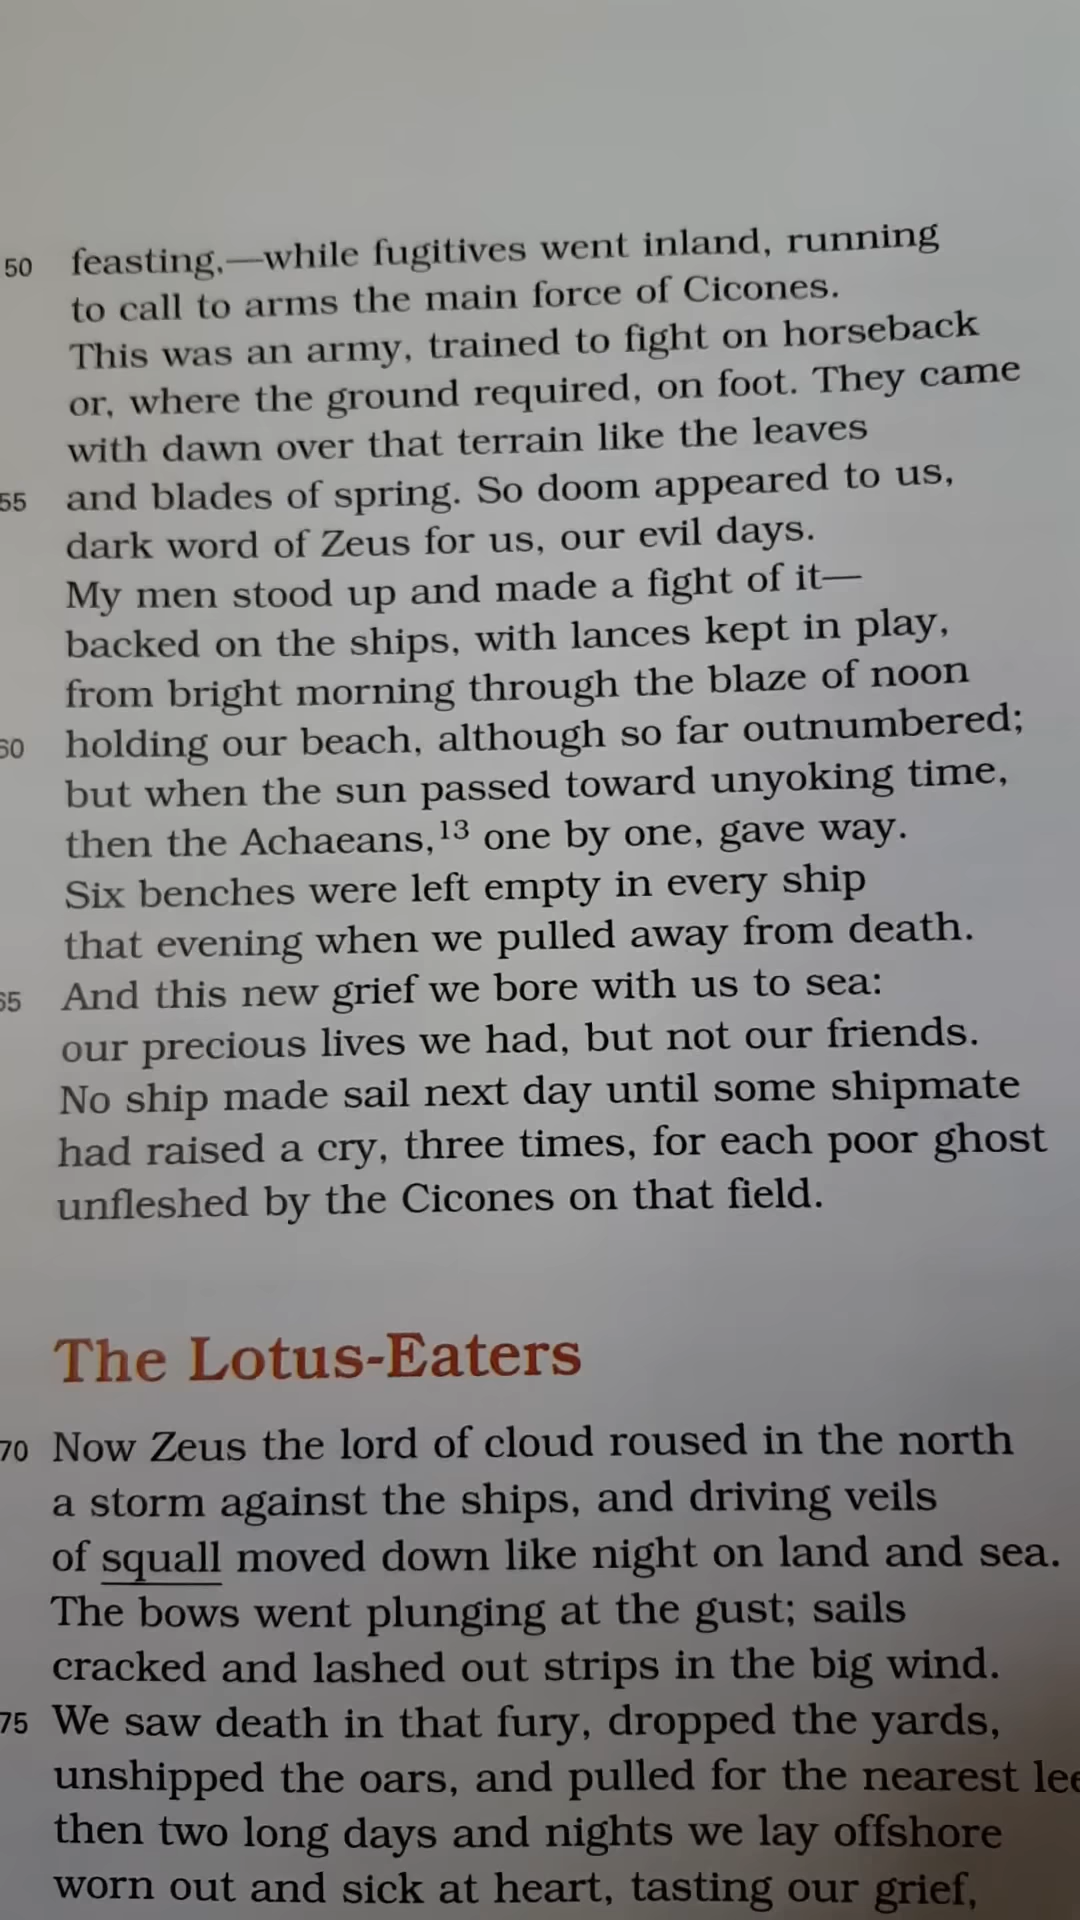 50 feasting,—while fugitives went inland, running
to call to arms the main force of Cicones.
This was an army, trained to fight on horseback
or, where the ground required, on foot. They came
with dawn over that terrain like the leaves
55 and blades of spring. So doom appeared to us,
dark word of Zeus for us, our evil days.
My men stood up and made a fight of it—
backed on the ships, with lances kept in play,
from bright morning through the blaze of noon
60 holding our beach, although so far outnumbered;
but when the sun passed toward unyoking time,
then the Achaeans,13 one by one, gave way.
Six benches were left empty in every ship
that evening when we pulled away from death.
65 And this new grief we bore with us to sea:
our precious lives we had, but not our friends.
No ship made sail next day until some shipmate
had raised a cry, three times, for each poor ghost
unfleshed by the Cicones on that field.
The Lotus-Eaters
70 Now Zeus the lord of cloud roused in the north
a storm against the ships, and driving veils
of squall moved down like night on land and sea.
The bows went plunging at the gust; sails
cracked and lashed out strips in the big wind.
75 We saw death in that fury, dropped the yards,
unshipped the oars, and pulled for the nearest lee
then two long days and nights we lay offshore
worn out and sick at heart, tasting our grief,